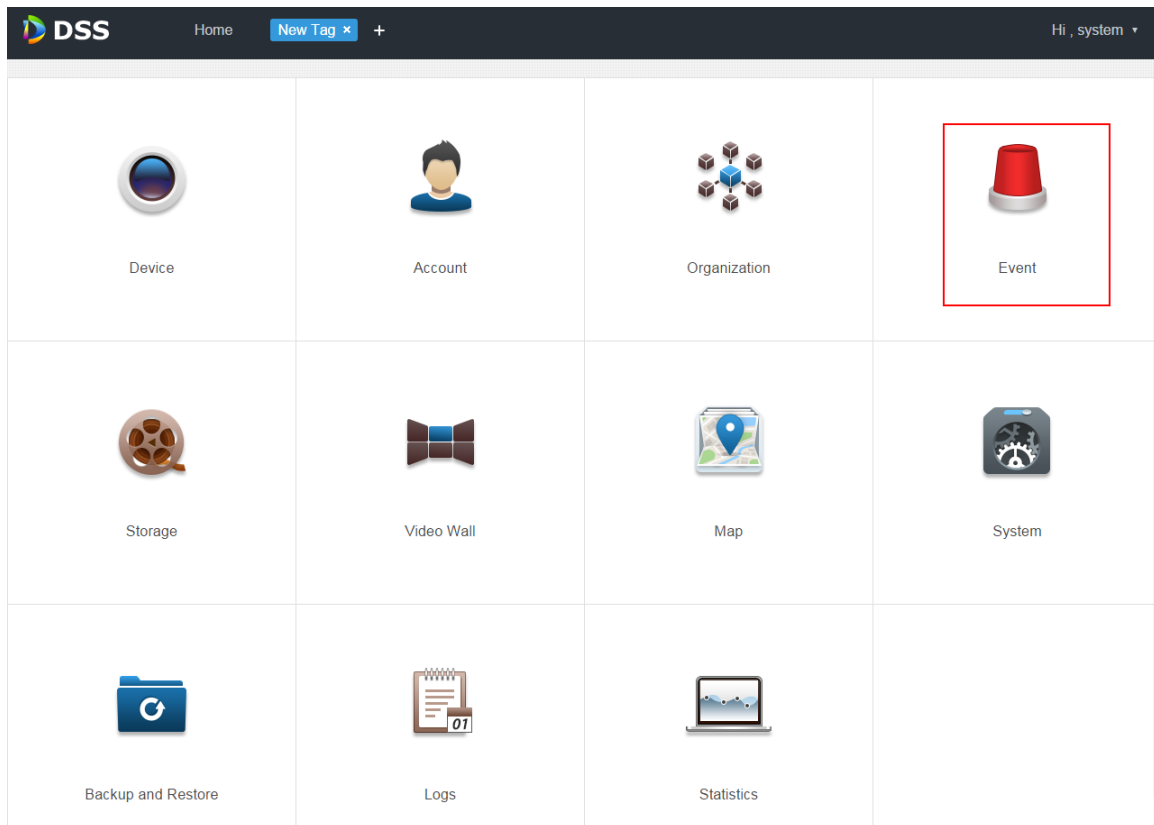 DSS Home New Tag × + Hi , system ▾
Device Account Organization Event
Storage Video Wall Map System
01
Backup and Restore Logs Statistics